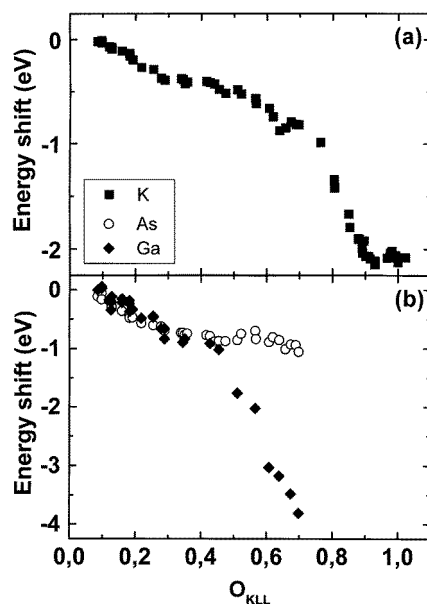 (a)
Energy shift (eV)
0
-1
-2
K
As
Ga
(b)
Energy shift (eV)
0
-1
-2
-3
-4
0,0 0,2 0,4 0,6 0,8 1,0
O_KLL